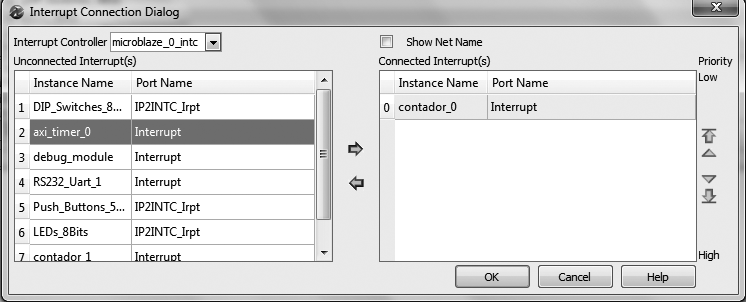 Interrupt Connection Dialog
Interrupt Controller microblaze_0_intc
Show Net Name
Unconnected Interrupt(s)
Connected Interrupt(s)
Priority
Low
Instance Name Port Name
Instance Name Port Name
1 DIP_Switches_8... IP2INTC_Irpt
0 contador_0 Interrupt
2 axi_timer_0 Interrupt
3 debug_module Interrupt
4 RS232_Uart_1 Interrupt
5 Push_Buttons_5... IP2INTC_Irpt
6 LEDs_8Bits IP2INTC_Irpt
7 contador_1 Interrupt
High
OK Cancel Help